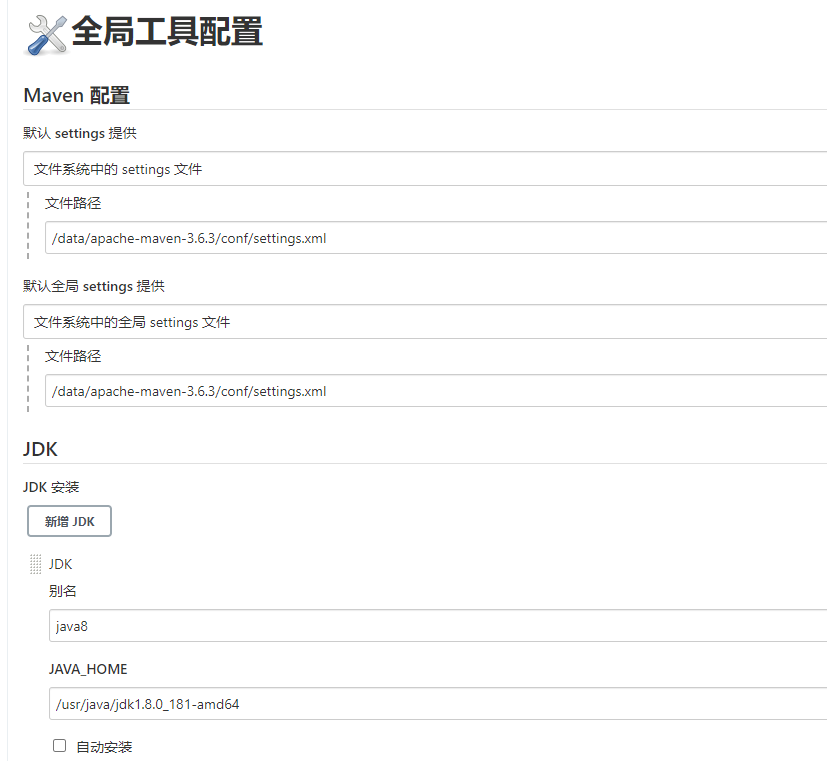 全局工具配置
Maven 配置
默认 settings 提供
文件系统中的 settings 文件
文件路径
/data/apache-maven-3.6.3/conf/settings.xml
默认全局 settings 提供
文件系统中的全局 settings 文件
文件路径
/data/apache-maven-3.6.3/conf/settings.xml
JDK
JDK 安装
新增 JDK
JDK
别名
java8
JAVA_HOME
/usr/java/jdk1.8.0_181-amd64
自动安装